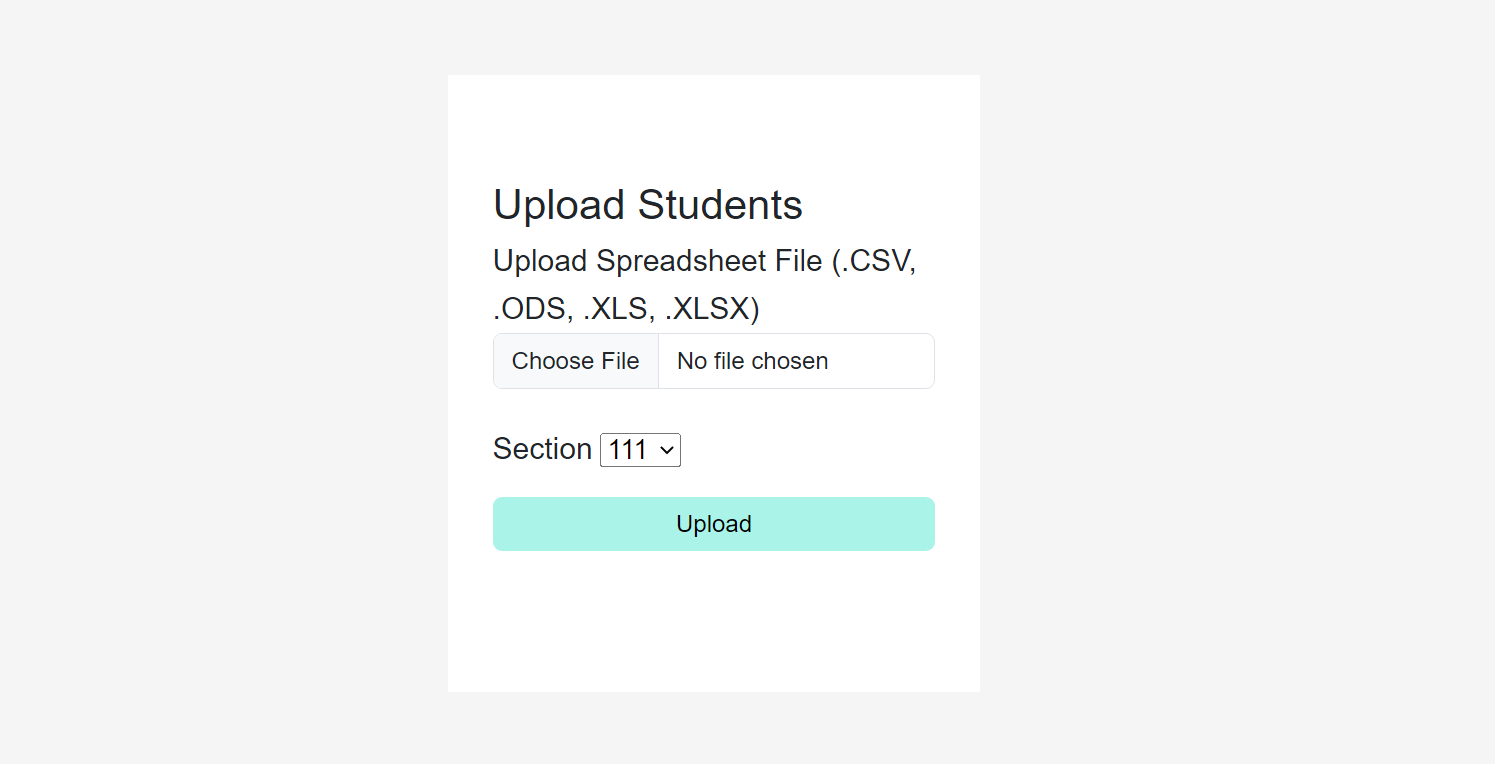 Upload Students
Upload Spreadsheet File (.CSV,
.ODS, .XLS, .XLSX)
Choose File No file chosen
Section 111
Upload